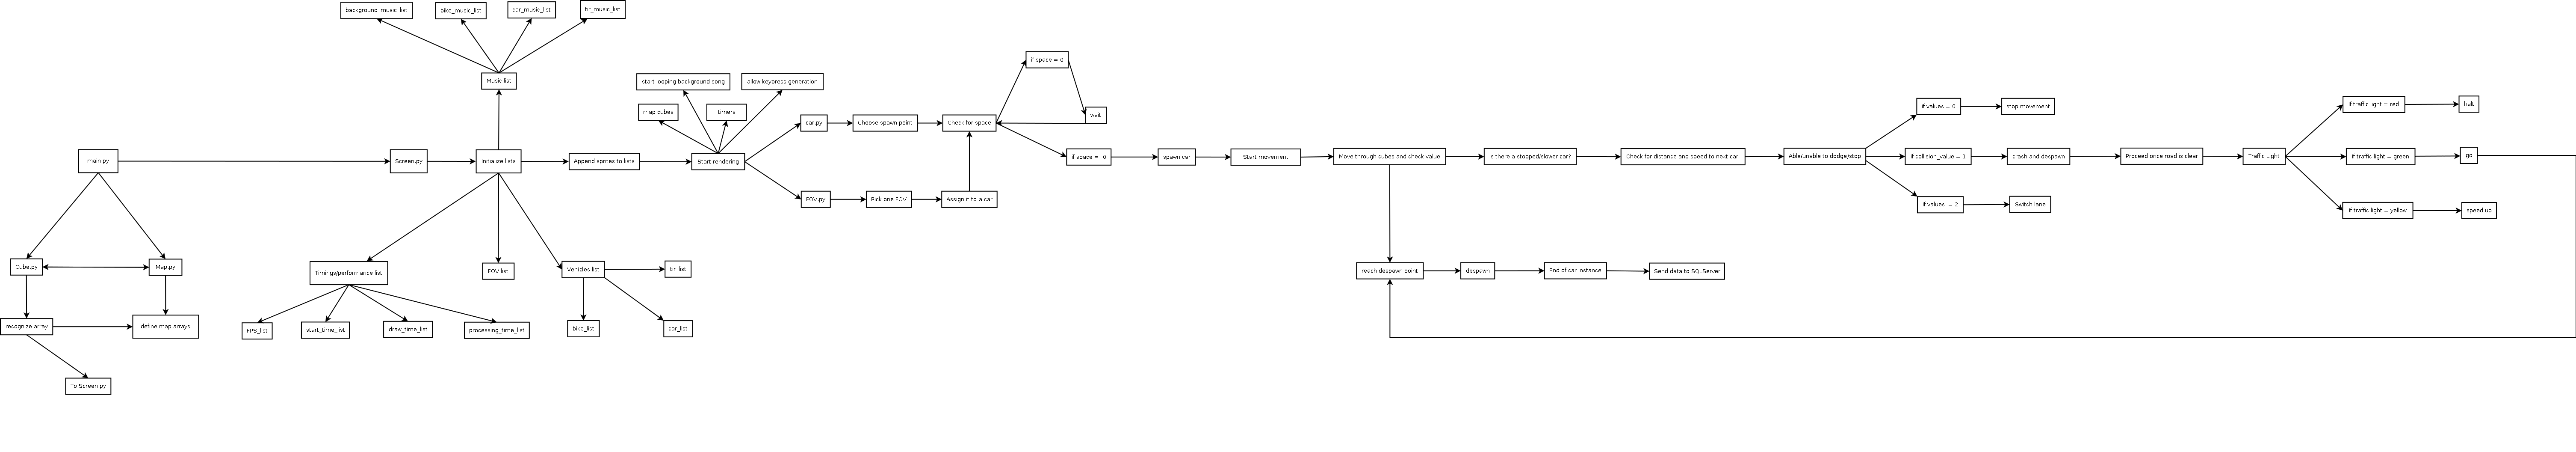 background_music_list
bike_music_list
car_music_list
tir_music_list
Music list
if space = 0
start looping background song
allow keypress generation
map cubes
timers
wait
car.py
Choose spawn point
Check for space
if values = 0
stop movement
if traffic light = red
halt
main.py
Screen.py
Initialize lists
Append sprites to lists
Start rendering
if space =! 0
spawn car
Start movement
Move through cubes and check value
Is there a stopped/slower car?
Check for distance and speed to next car
Able/unable to dodge/stop
if collision_value = 1
crash and despawn
Proceed once road is clear
Traffic Light
if traffic light = green
go
FOV.py
Pick one FOV
Assign it to a car
if values = 2
Switch lane
if traffic light = yellow
speed up
Cube.py
Map.py
Timings/performance list
FOV list
Vehicles list
tir_list
reach despawn point
despawn
End of car instance
Send data to SQLServer
recognize array
define map arrays
FPS_list
start_time_list
draw_time_list
processing_time_list
bike_list
car_list
To Screen.py